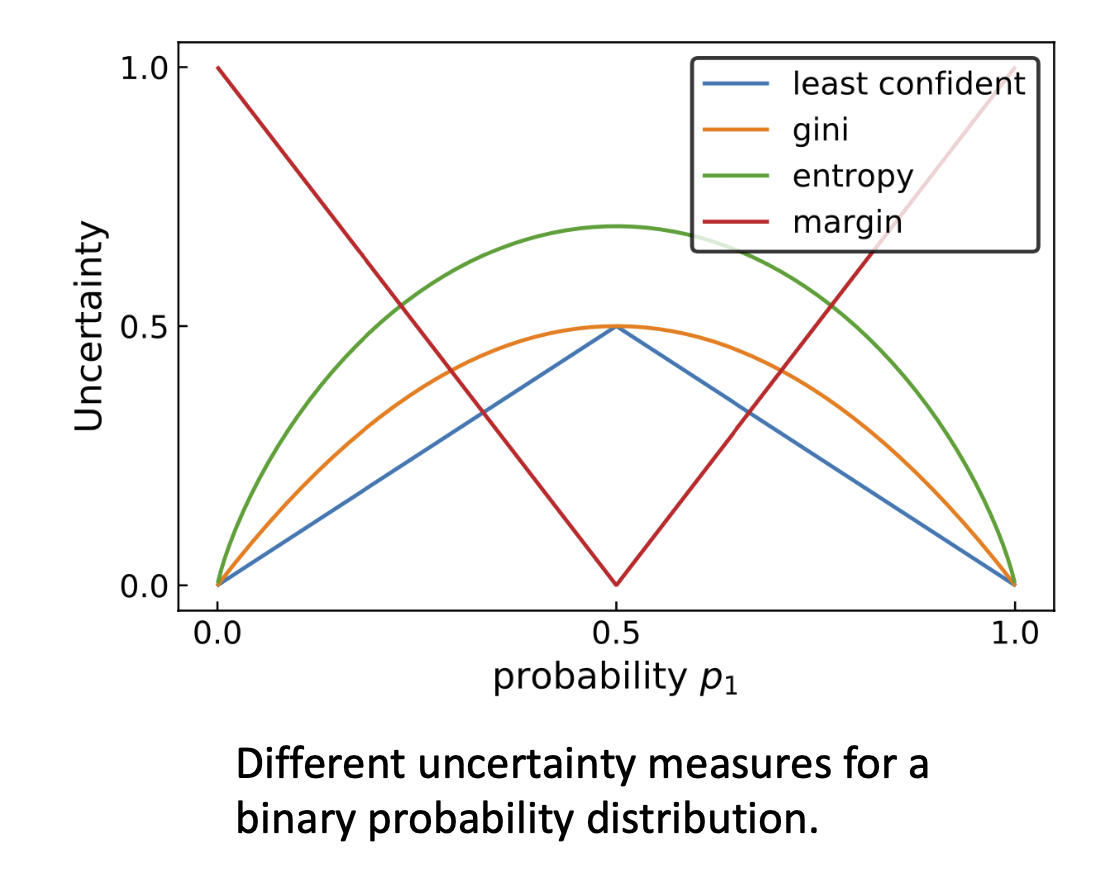 1.0
0.5
0.0
Uncertainty
least confident
gini
entropy
margin
0.0 0.5 1.0
probability p₁
Different uncertainty measures for a
binary probability distribution.